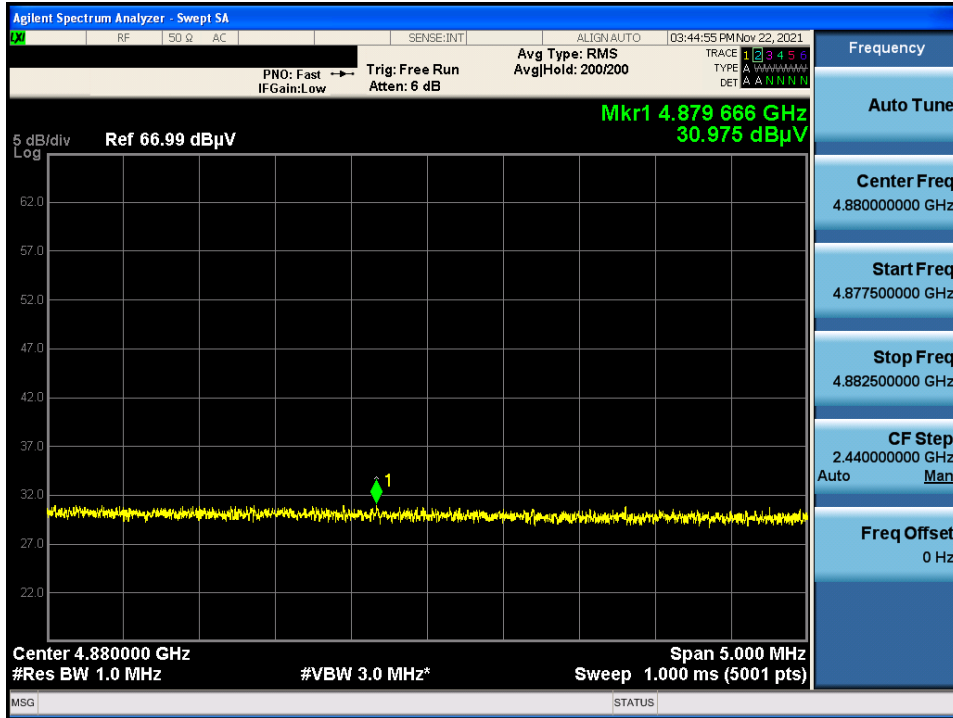 Agilent Spectrum Analyzer - Swept SA
LXI RF 50 Ω AC SENSE:INT ALIGN AUTO 03:44:55 PM Nov 22, 2021
PNO: Fast
IFGain:Low
Trig: Free Run
Atten: 6 dB
Avg Type: RMS
Avg|Hold: 200/200
TRACE 1 2 3 4 5 6
TYPE A WWWWW
DET A A N N N N
Mkr1 4.879 666 GHz
30.975 dBµV
5 dB/div Ref 66.99 dBµV
Log
62.0
57.0
52.0
47.0
42.0
37.0
1
32.0
27.0
22.0
Center 4.880000 GHz Span 5.000 MHz
#Res BW 1.0 MHz #VBW 3.0 MHz* Sweep 1.000 ms (5001 pts)
MSG STATUS
Frequency
Auto Tune
Center Freq
4.880000000 GHz
Start Freq
4.877500000 GHz
Stop Freq
4.882500000 GHz
CF Step
2.440000000 GHz
Auto Man
Freq Offset
0 Hz